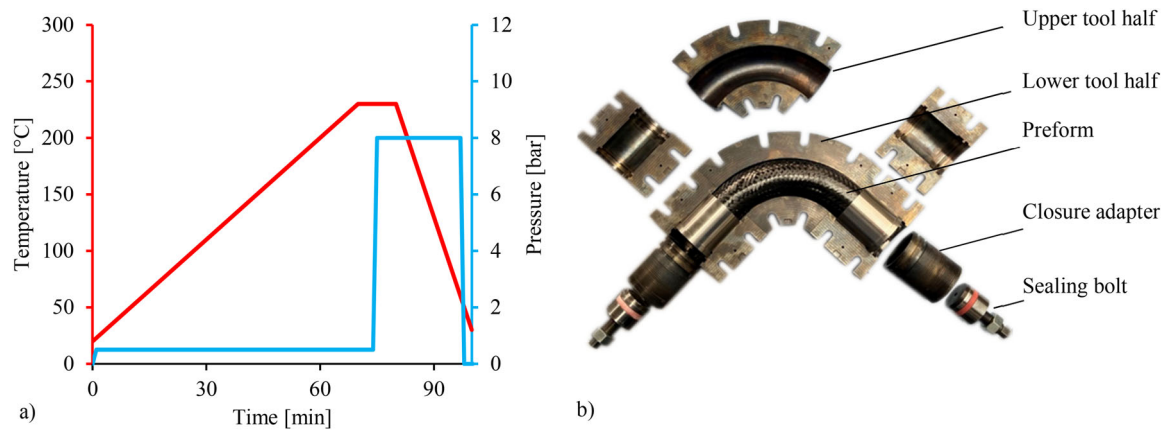 300
250
200
150
100
50
0
Temperature [°C]
12
10
8
6
4
2
0
Pressure [bar]
0
30
60
90
Time [min]
a)
Upper tool half
Lower tool half
Preform
Closure adapter
Sealing bolt
b)